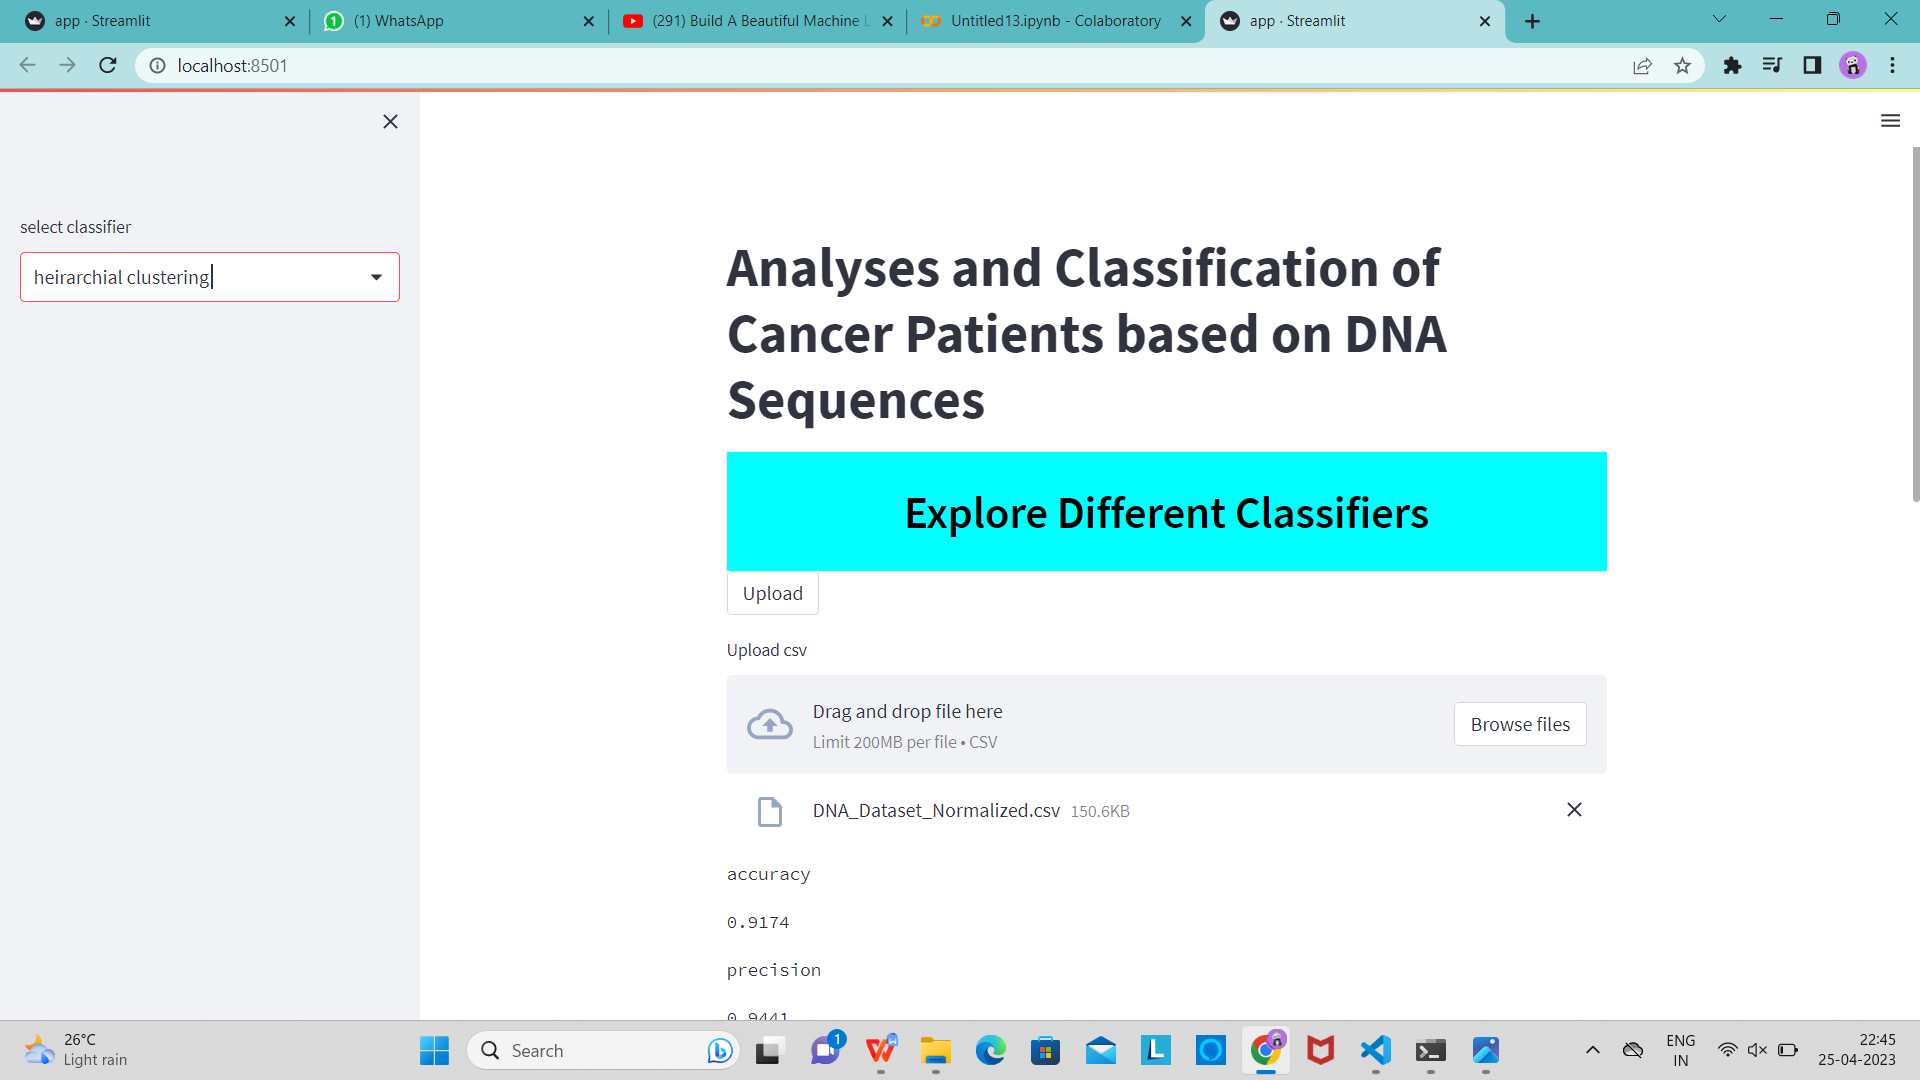 app · Streamlit
(1) WhatsApp
(291) Build A Beautiful Machine L
Untitled13.ipynb - Colaboratory
app · Streamlit
localhost:8501
select classifier
heirarchial clustering
Analyses and Classification of
Cancer Patients based on DNA
Sequences
Explore Different Classifiers
Upload
Upload csv
Drag and drop file here
Limit 200MB per file • CSV
Browse files
DNA_Dataset_Normalized.csv 150.6KB
accuracy
0.9174
precision
0.9441
26°C
Light rain
Search
1
ENG
IN
22:45
25-04-2023